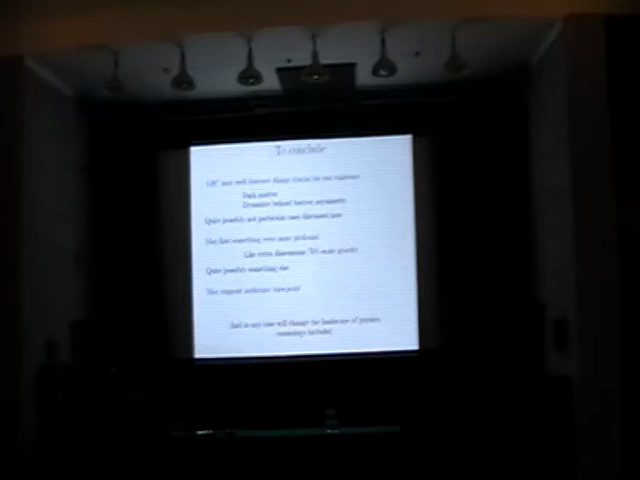 To conclude
LHC may well discover things crucial for our existence
Dark matter
Dynamics behind baryon asymmetry
Quite possibly not particular ones discussed here
May find something even more profound
Like extra dimensions TeV scale gravity
Quite possibly something else
May support anthropic viewpoint
And in any case will change the landscape of physics,
cosmology included